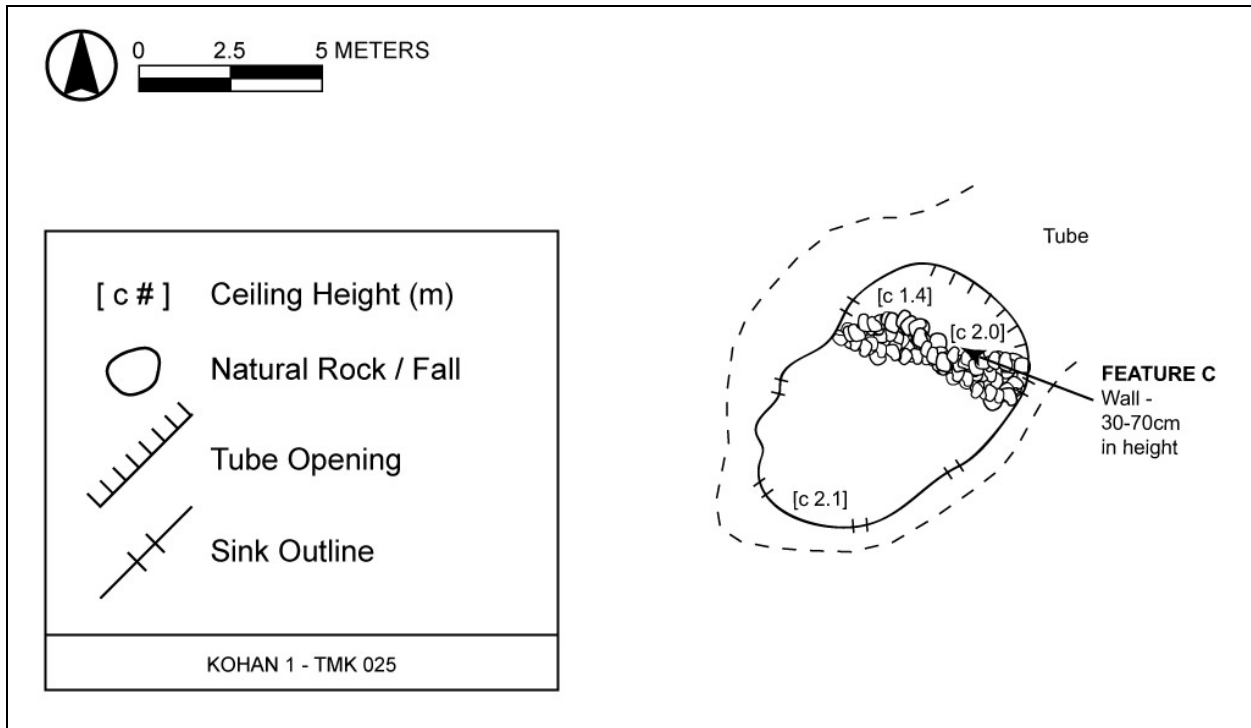 0 2.5 5 METERS
[ c # ] Ceiling Height (m)
Natural Rock / Fall
Tube Opening
Sink Outline
KOHAN 1 - TMK 025
Tube
[c 1.4]
[c 2.0]
FEATURE C
Wall -
30-70cm
in height
[c 2.1]